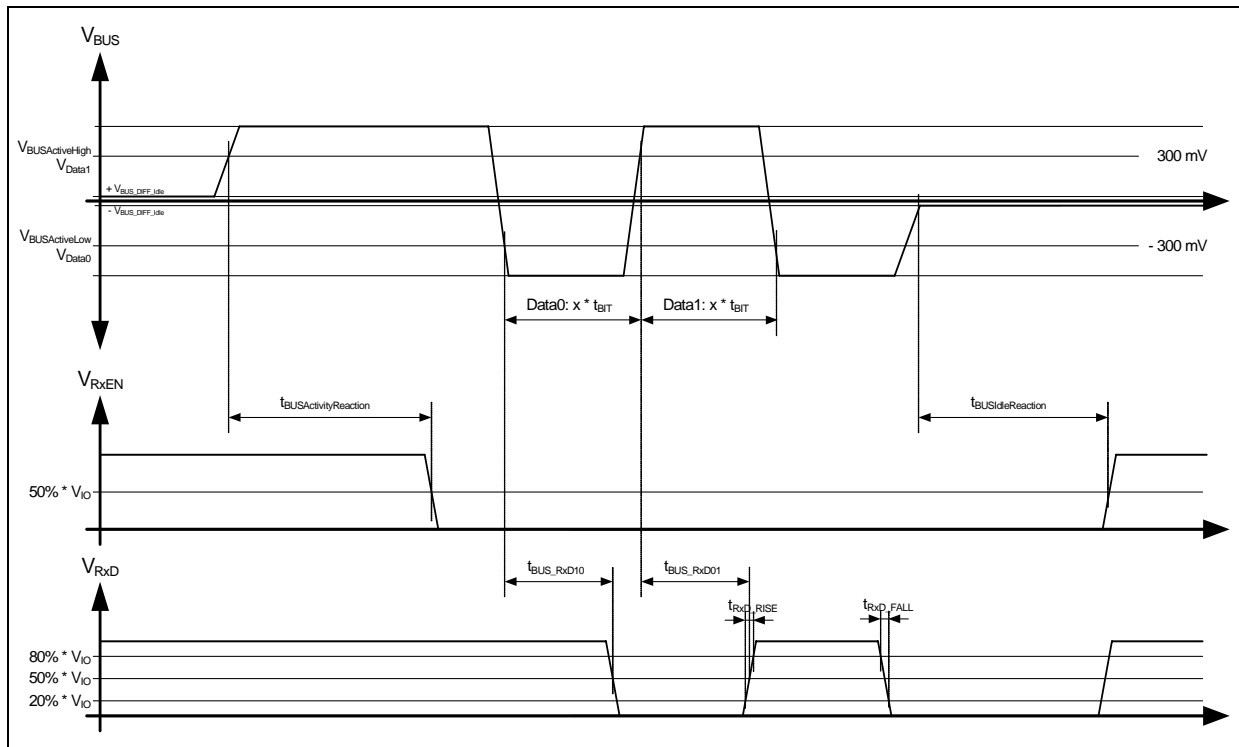 VBUS
VBUSActiveHigh
VData1
300 mV
+ VBUS_DIFF_Idle
- VBUS_DIFF_Idle
VBUSActiveLow
VData0
- 300 mV
Data0: x * tBIT
Data1: x * tBIT
VRxEN
tBUSActivityReaction
tBUSIdleReaction
50% * VIO
VRxD
tBUS_RxD10
tBUS_RxD01
tRxD_RISE
tRxD_FALL
80% * VIO
50% * VIO
20% * VIO